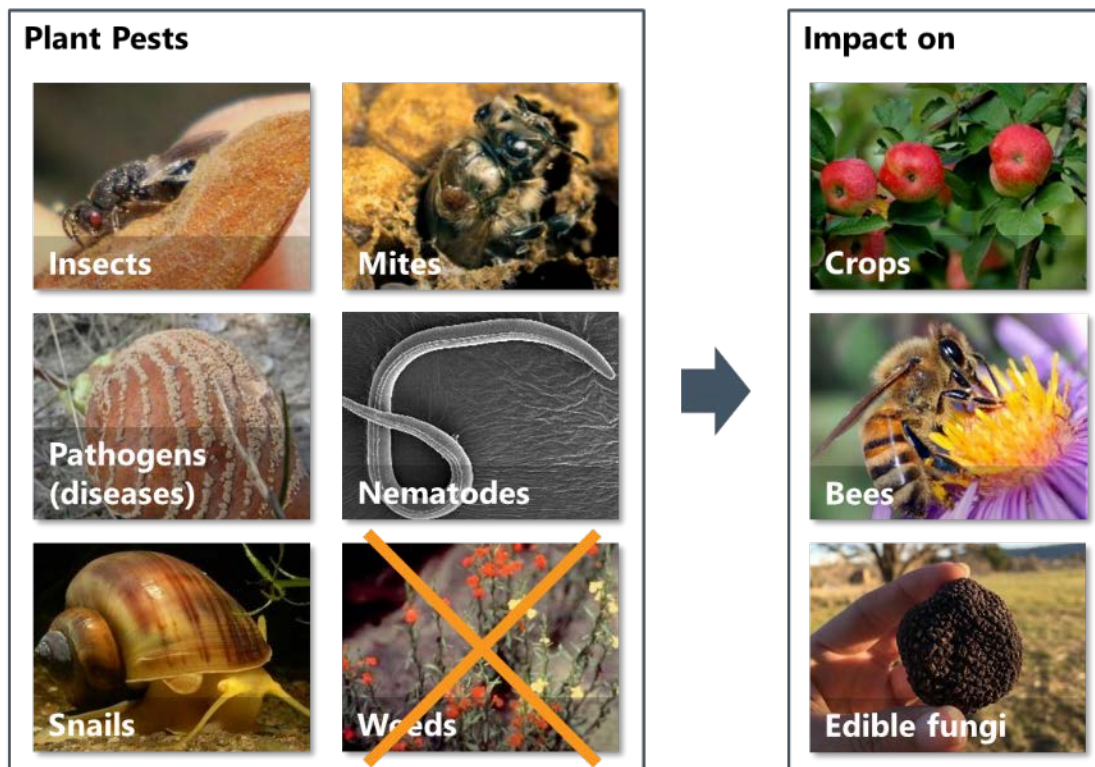 Plant Pests
Insects
Mites
Pathogens
(diseases)
Nematodes
Snails
Weeds
Impact on
Crops
Bees
Edible fungi